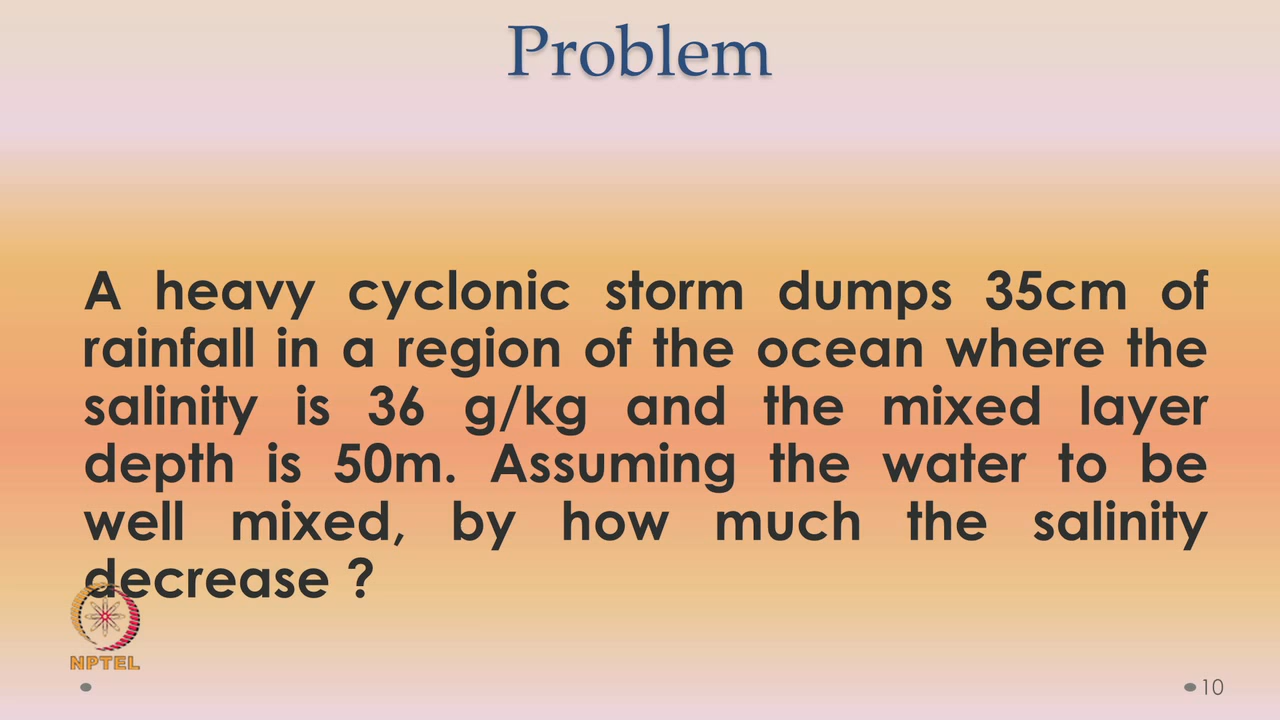 Problem
A heavy cyclonic storm dumps 35cm of
rainfall in a region of the ocean where the
salinity is 36 g/kg and the mixed layer
depth is 50m. Assuming the water to be
well mixed, by how much the salinity
decrease ?
NPTEL
10